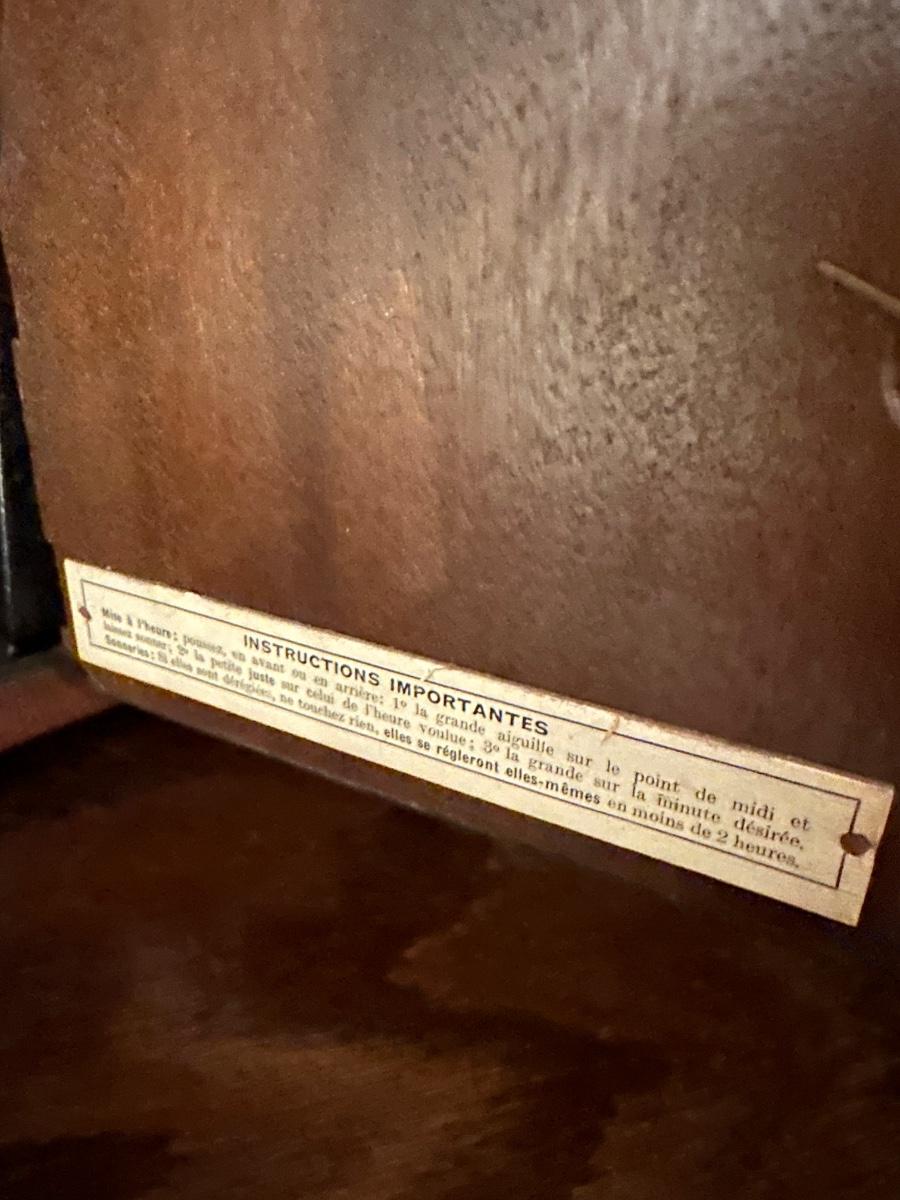 INSTRUCTIONS IMPORTANTES
Mise à l'heure: poussez, en avant ou en arrière: 1º la grande aiguille sur le point de midi et
laissez sonner; 2º la petite juste sur celui de l'heure voulue; 3º la grande sur la minute désirée.
Sonneries: Si elles sont déréglées, ne touchez rien, elles se régleront elles-mêmes en moins de 2 heures.